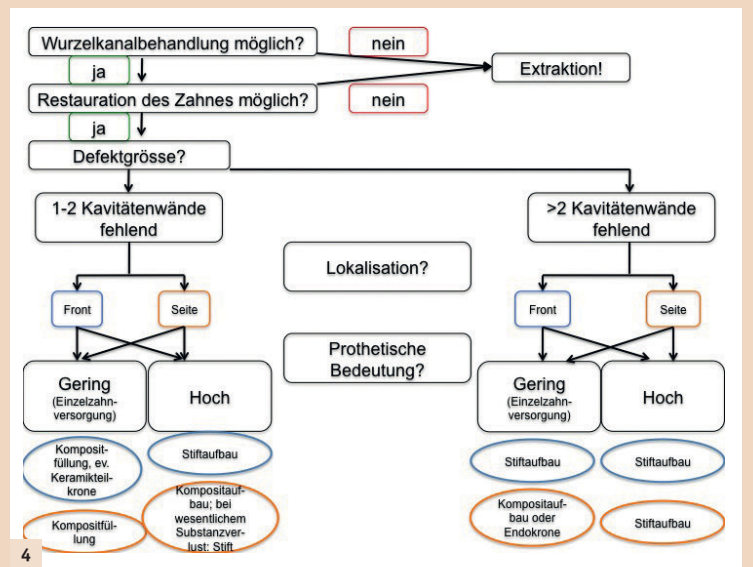 Wurzelkanalbehandlung möglich?
nein
ja
Extraktion!
Restauration des Zahnes möglich?
nein
ja
Defektgrösse?
1-2 Kavitätenwände
fehlend
>2 Kavitätenwände
fehlend
Lokalisation?
Front
Seite
Front
Seite
Prothetische
Bedeutung?
Gering
(Einzelzahn-
versorgung)
Hoch
Gering
(Einzelzahn-
versorgung)
Hoch
Komposit-
füllung, ev.
Keramikteil-
krone
Stiftaufbau
Stiftaufbau
Stiftaufbau
Kompositfül-
lung
Kompositauf-
bau; bei
wesentlichem
Substanzver-
lust: Stift
Kompositauf-
bau oder
Endokrone
Stiftaufbau
4